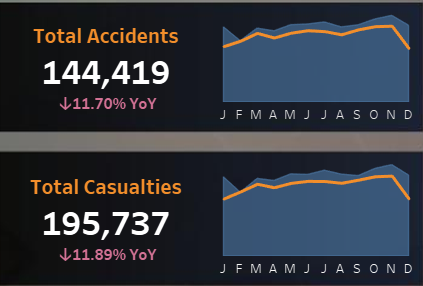 Total Accidents
144,419
↓11.70% YoY
J F M A M J J A S O N D
Total Casualties
195,737
↓11.89% YoY
J F M A M J J A S O N D